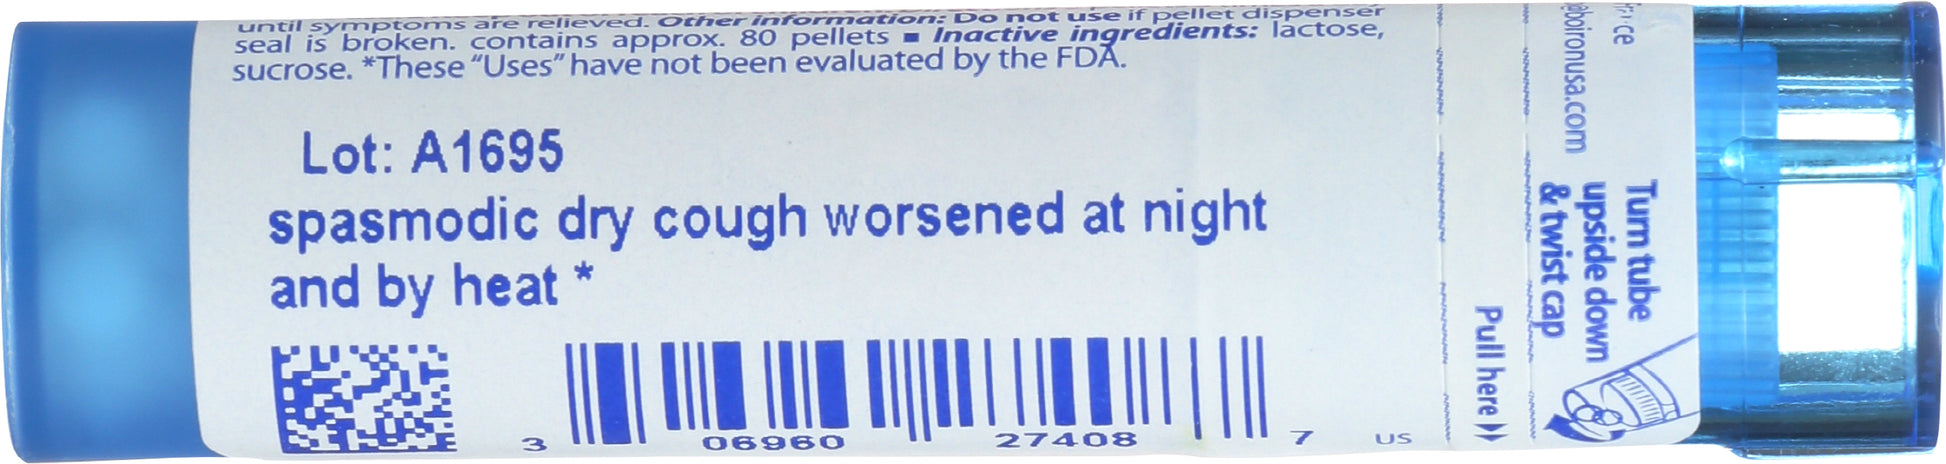 until symptoms are relieved. Other information: Do not use if pellet dispenser
seal is broken. contains approx. 80 pellets ■ Inactive ingredients: lactose,
sucrose. *These “Uses” have not been evaluated by the FDA.
Lot: A1695
spasmodic dry cough worsened at night
and by heat *
3 06960 27408 7 US
Pull here
Turn tube
upside down
& twist cap
@boironusa.com